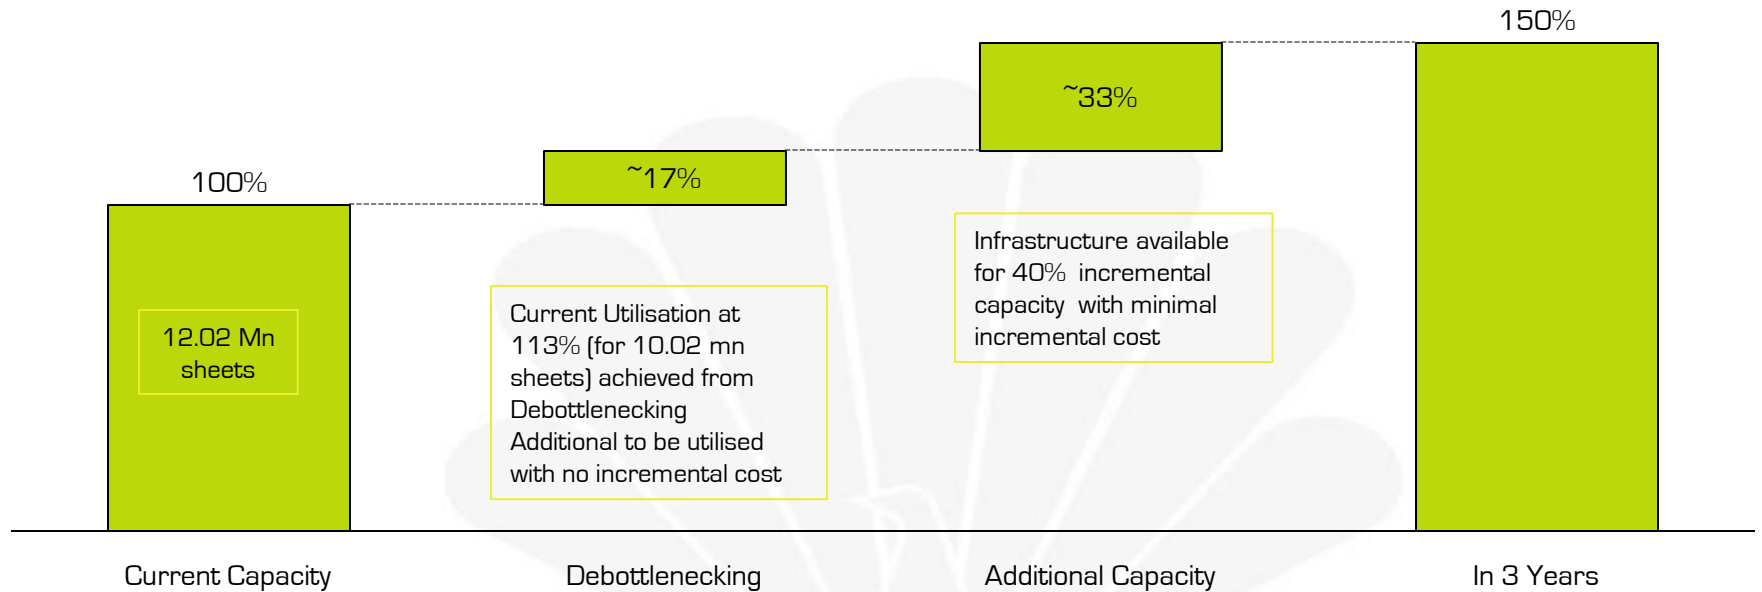 100%
12.02 Mn
sheets
Current Capacity
~17%
Current Utilisation at
113% (for 10.02 mn
sheets) achieved from
Debottlenecking
Additional to be utilised
with no incremental cost
Debottlenecking
~33%
Infrastructure available
for 40% incremental
capacity with minimal
incremental cost
Additional Capacity
150%
In 3 Years